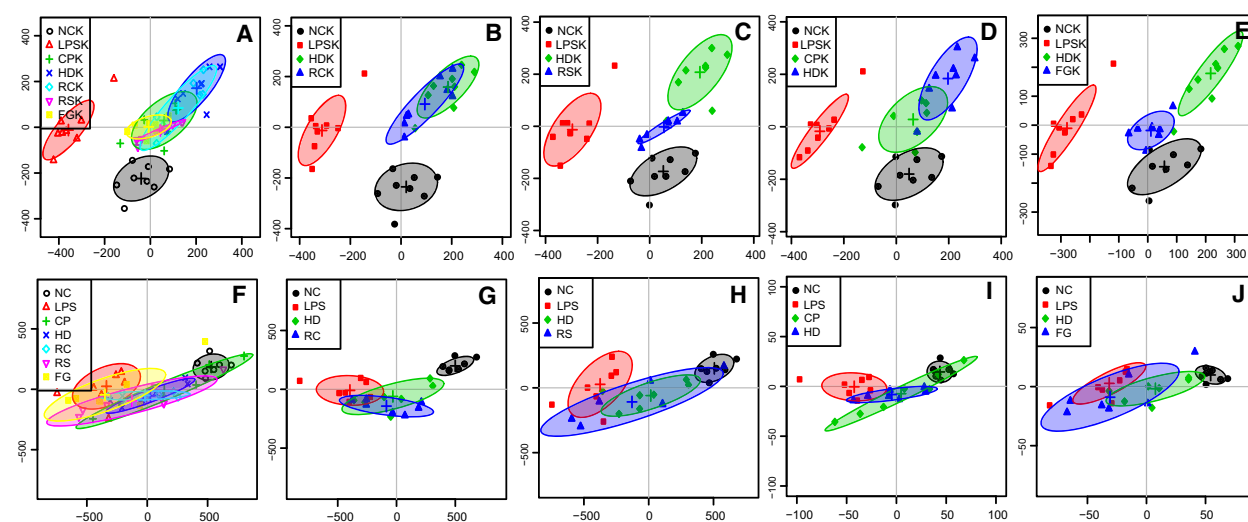 A
NCK
LPSK
CPK
HDK
RCK
RSK
FGK
400
200
0
−200
−400
−400 −200 0 200 400
B
NCK
LPSK
HDK
RCK
400
200
0
−200
−400
−400 −200 0 200 400
C
NCK
LPSK
HDK
RSK
400
200
0
−200
−400
−400 −200 0 200 400
D
NCK
LPSK
CPK
HDK
400
200
0
−200
−400
−400 −200 0 200 400
E
NCK
LPSK
HDK
FGK
300
100
0
−100
−300
−300 −100 0 100 200 300
F
NC
LPS
CP
HD
RC
RS
FG
500
0
−500
−500 0 500
G
NC
LPS
HD
RC
500
0
−500
−500 0 500
H
NC
LPS
HD
RS
500
0
−500
−500 0 500
I
NC
LPS
CP
HD
100
50
0
−50
−100
−100 −50 0 50 100
J
NC
LPS
HD
FG
50
0
−50
−50 0 50